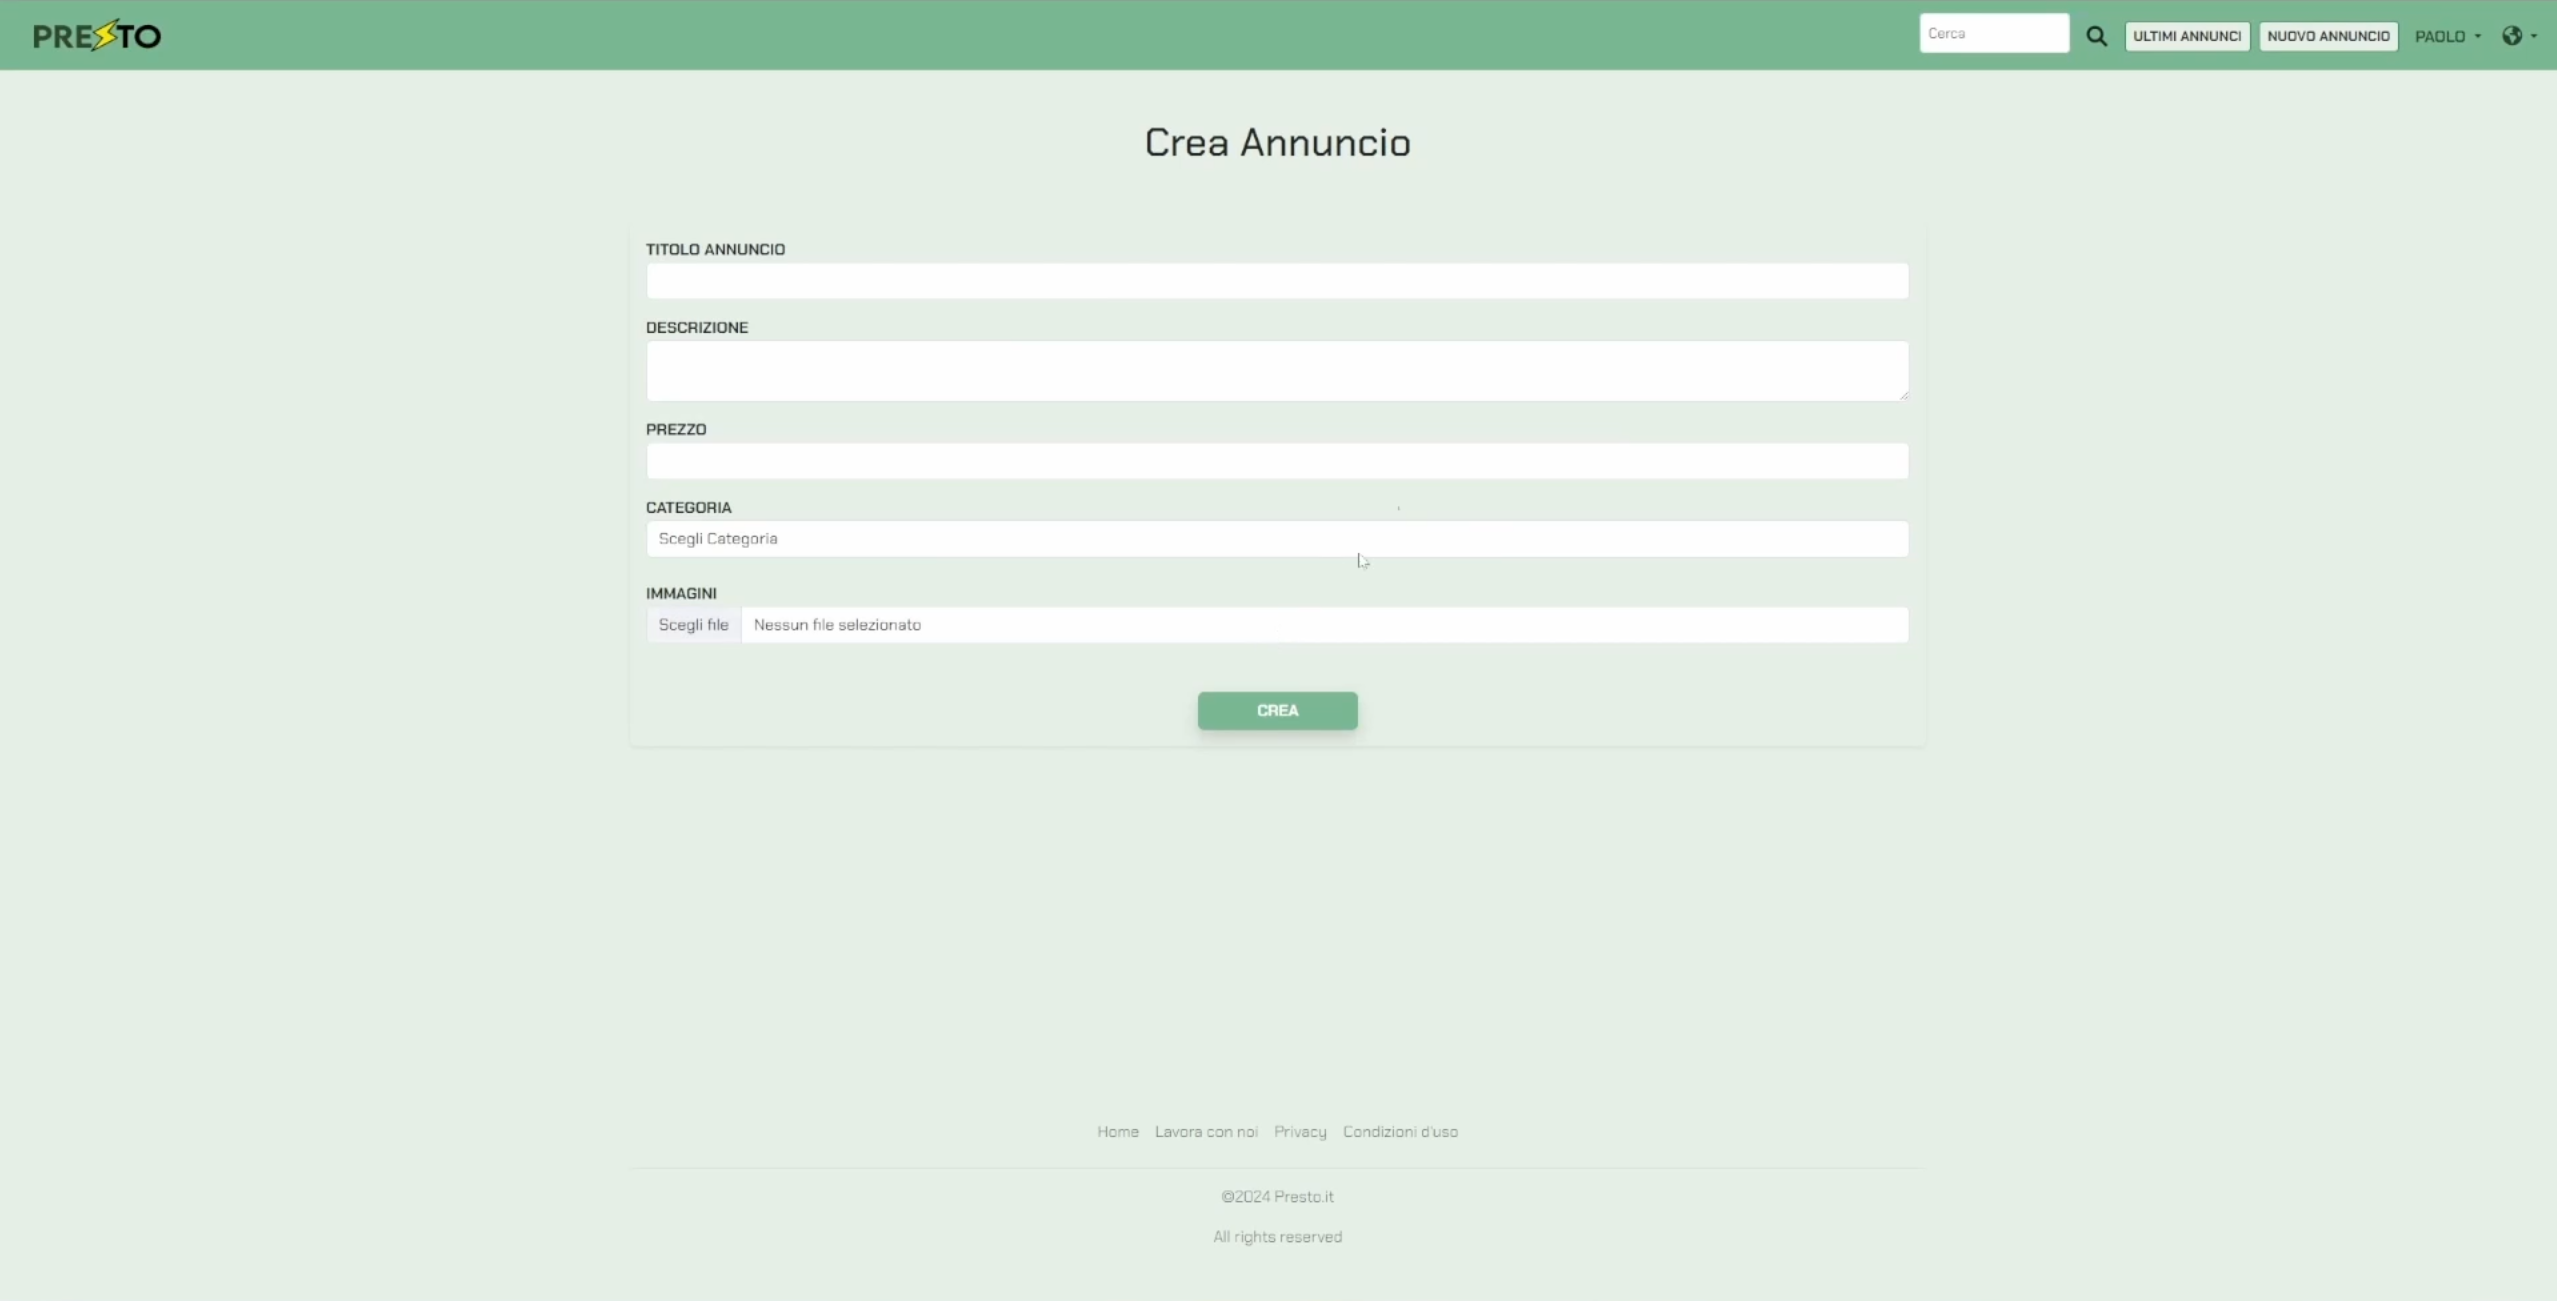 PRESTO
Cerca
ULTIMI ANNUNCI
NUOVO ANNUNCIO
PAOLO
Crea Annuncio
TITOLO ANNUNCIO
DESCRIZIONE
PREZZO
CATEGORIA
Scegli Categoria
IMMAGINI
Scegli file Nessun file selezionato
CREA
Home Lavora con noi Privacy Condizioni d'uso
©2024 Presto.it
All rights reserved